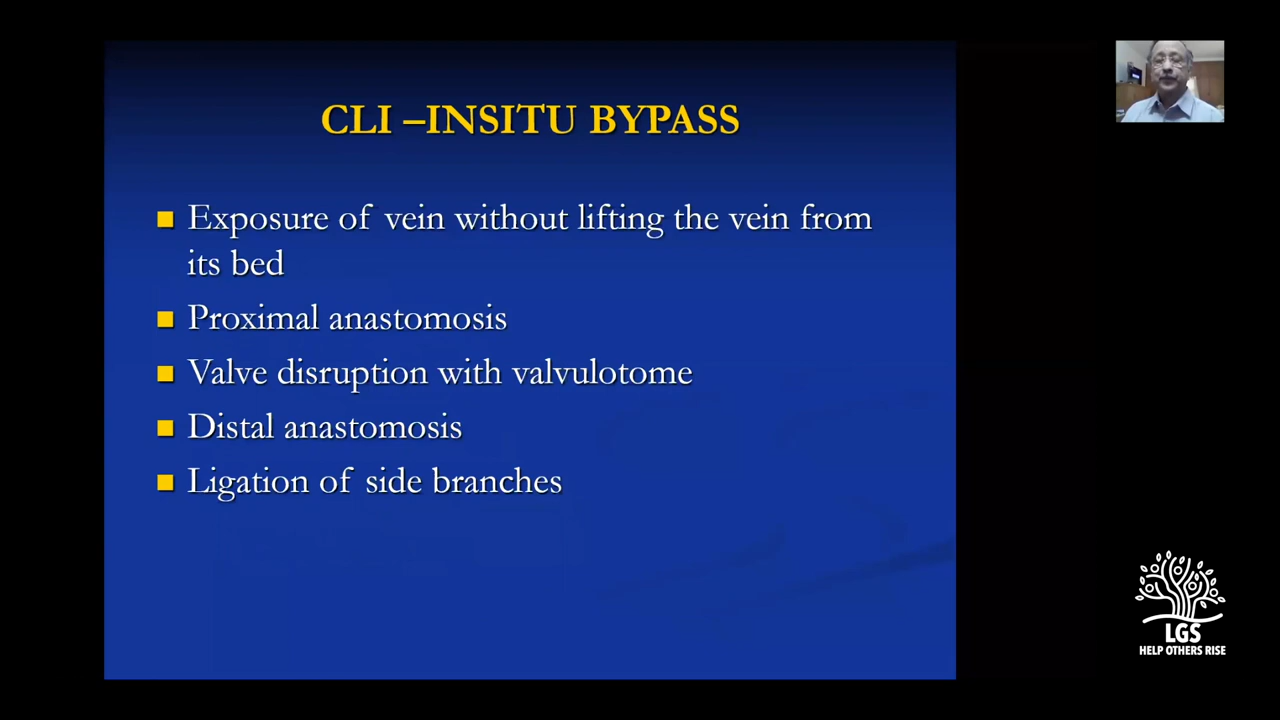 CLI –INSITU BYPASS
Exposure of vein without lifting the vein from
its bed
Proximal anastomosis
Valve disruption with valvulotome
Distal anastomosis
Ligation of side branches
LGS
HELP OTHERS RISE